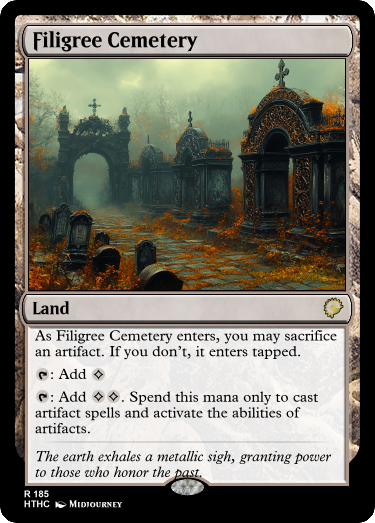 Filigree Cemetery
Land
As Filigree Cemetery enters, you may sacrifice
an artifact. If you don't, it enters tapped.
: Add
: Add . Spend this mana only to cast
artifact spells and activate the abilities of
artifacts.
The earth exhales a metallic sigh, granting power
to those who honor the past.
R 185
HTHC Midjourney